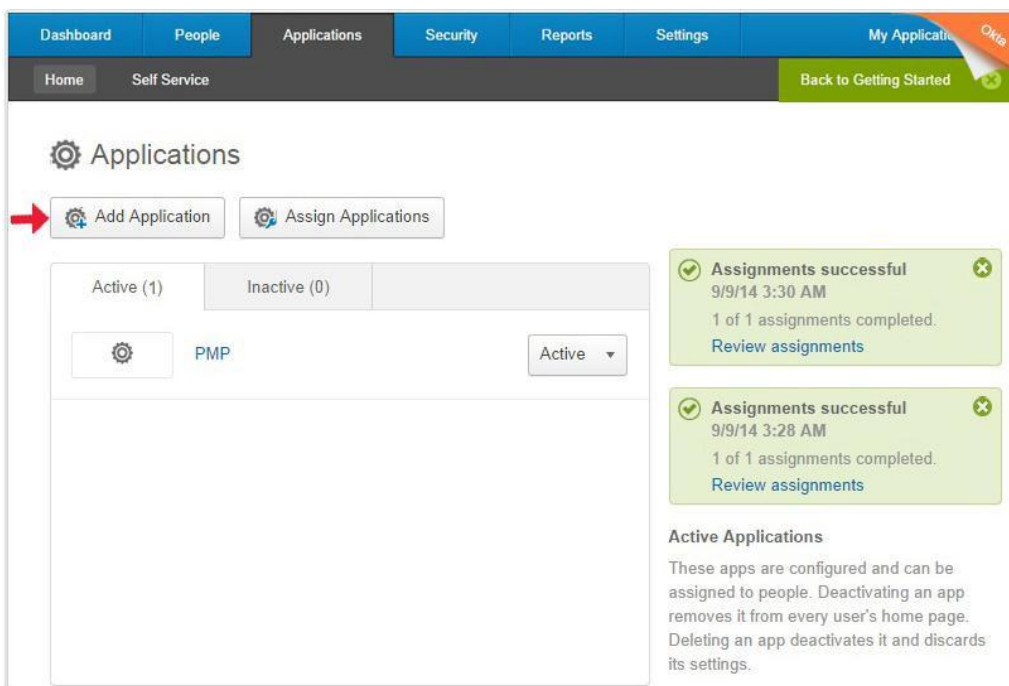 Dashboard People Applications Security Reports Settings
Okta
Home Self Service Back to Getting Started
Applications
Add Application Assign Applications
Active (1) Inactive (0)
PMP Active
Assignments successful
9/9/14 3:30 AM
1 of 1 assignments completed.
Review assignments
Assignments successful
9/9/14 3:28 AM
1 of 1 assignments completed.
Review assignments
Active Applications
These apps are configured and can be
assigned to people. Deactivating an app
removes it from every user's home page.
Deleting an app deactivates it and discards
its settings.